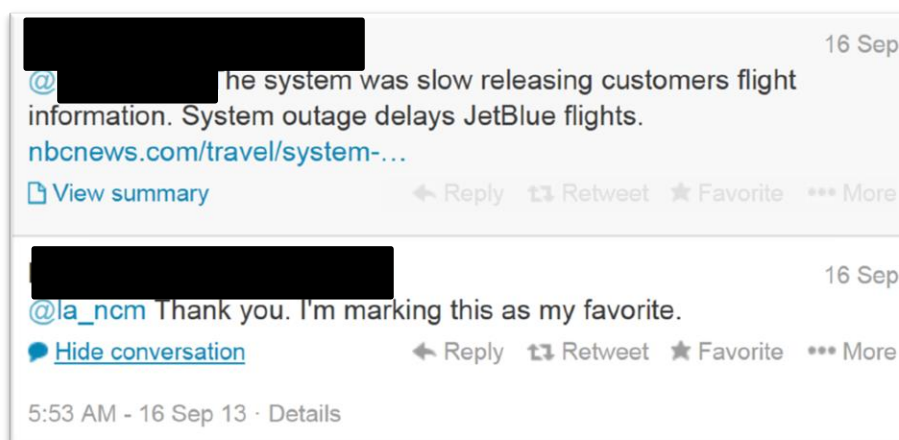 16 Sep
@ he system was slow releasing customers flight
information. System outage delays JetBlue flights.
nbcnews.com/travel/system-...
View summary Reply Retweet Favorite More
16 Sep
@la_ncm Thank you. I'm marking this as my favorite.
Hide conversation Reply Retweet Favorite More
5:53 AM - 16 Sep 13 · Details